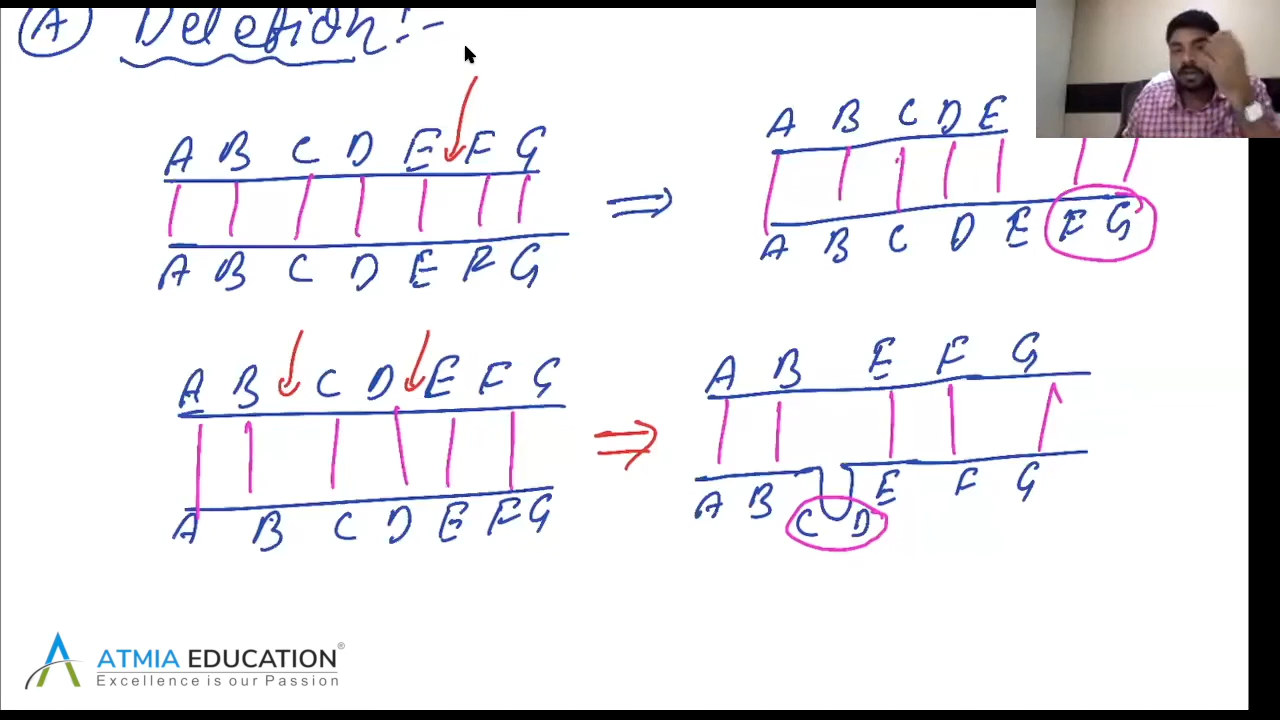 (A) Deletion :-
A B C D E F G
A B C D E F G
⇒
A B C D E
A B C D E F G
A B C D E F G
A B C D E F G
⇒
A B E F G
A B C D E F G
ATMIA EDUCATION®
Excellence is our Passion